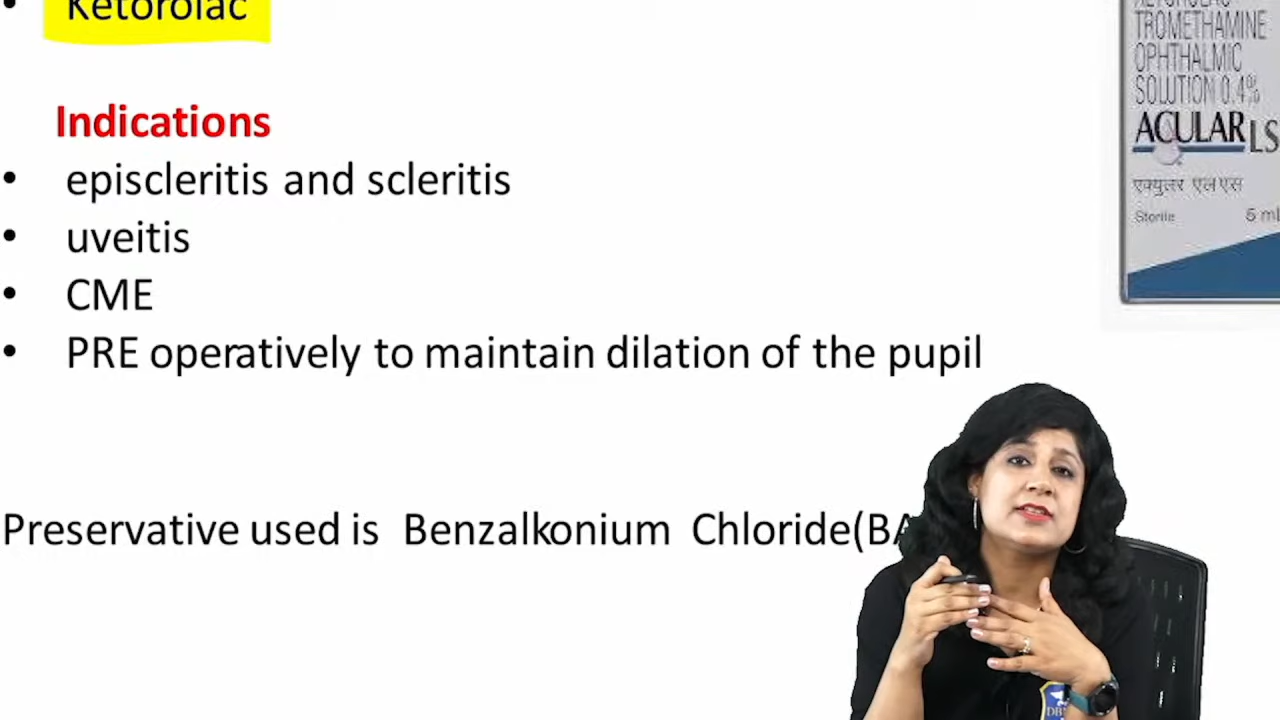 • Ketorolac
Indications
• episcleritis and scleritis
• uveitis
• CME
• PRE operatively to maintain dilation of the pupil
Preservative used is Benzalkonium Chloride(BA
TROMETHAMINE
OPHTHALMIC
SOLUTION 0.4%
ACULAR LS
एक्युलर एल एस
Sterile 5 ml